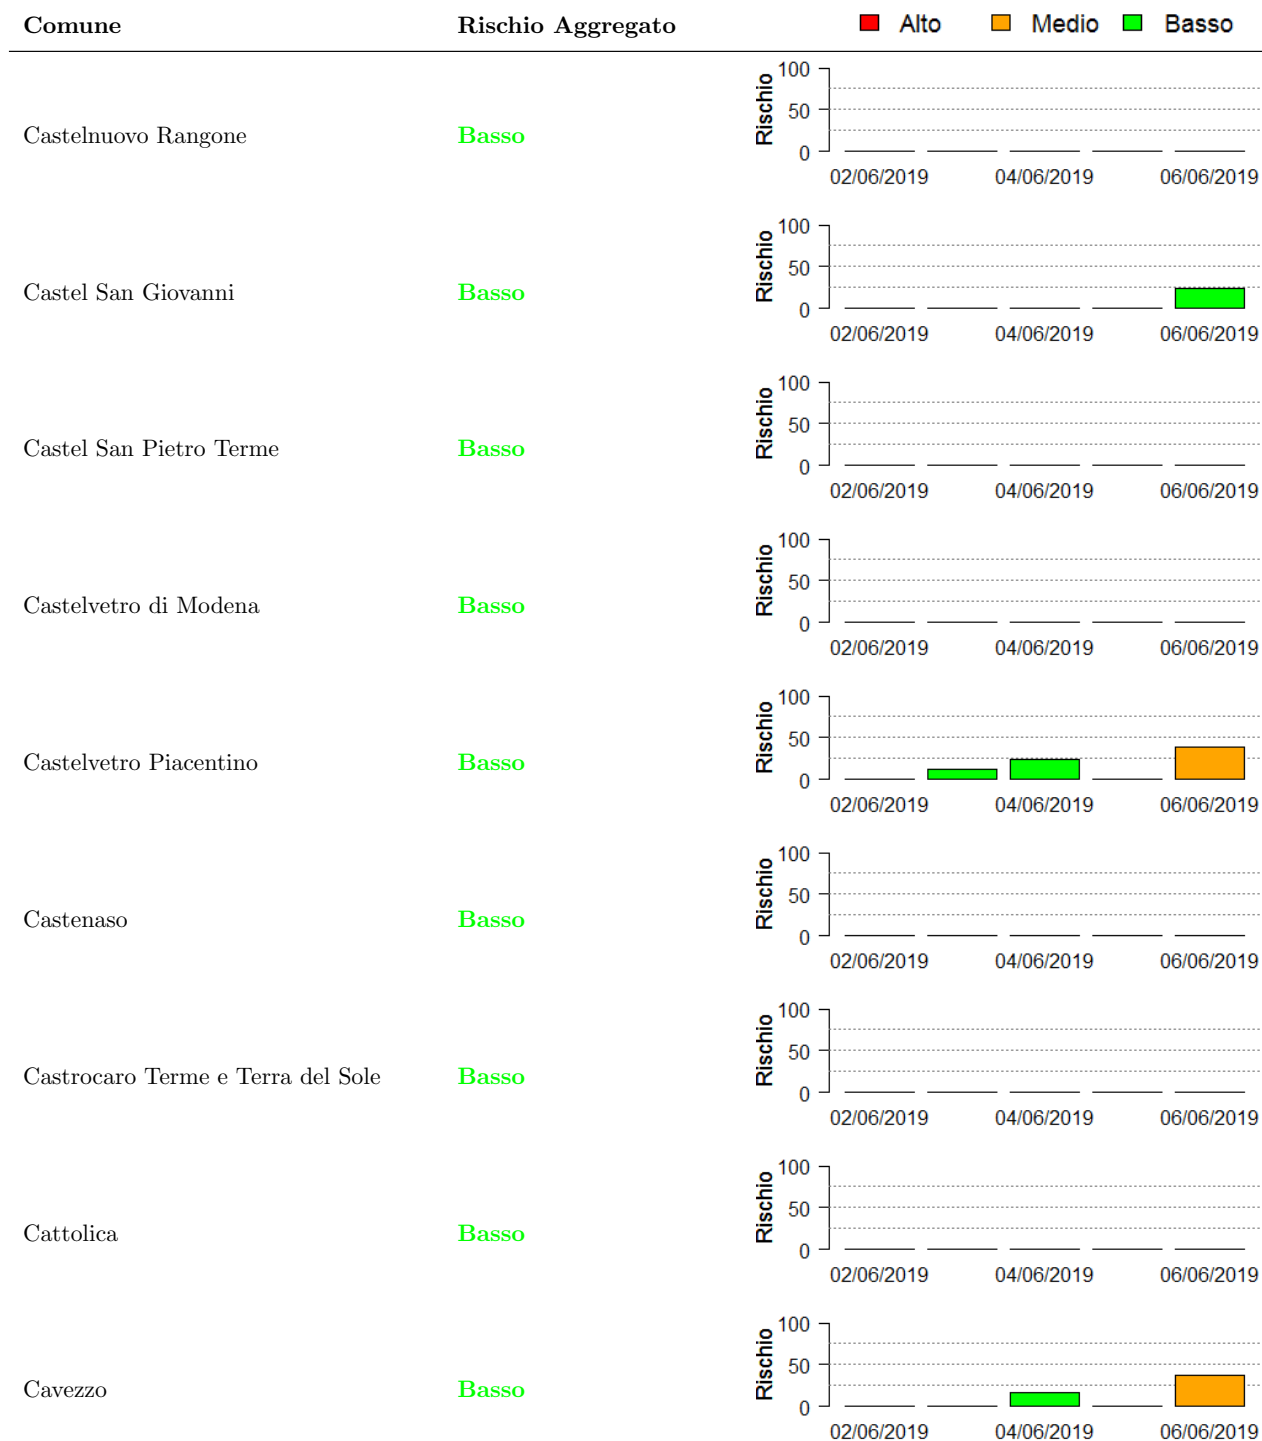 Comune Rischio Aggregato Alto Medio Basso
Castelnuovo Rangone Basso Rischio 100 50 0
02/06/2019 04/06/2019 06/06/2019
Castel San Giovanni Basso Rischio 100 50 0
02/06/2019 04/06/2019 06/06/2019
Castel San Pietro Terme Basso Rischio 100 50 0
02/06/2019 04/06/2019 06/06/2019
Castelvetro di Modena Basso Rischio 100 50 0
02/06/2019 04/06/2019 06/06/2019
Castelvetro Piacentino Basso Rischio 100 50 0
02/06/2019 04/06/2019 06/06/2019
Castenaso Basso Rischio 100 50 0
02/06/2019 04/06/2019 06/06/2019
Castrocaro Terme e Terra del Sole Basso Rischio 100 50 0
02/06/2019 04/06/2019 06/06/2019
Cattolica Basso Rischio 100 50 0
02/06/2019 04/06/2019 06/06/2019
Cavezzo Basso Rischio 100 50 0
02/06/2019 04/06/2019 06/06/2019